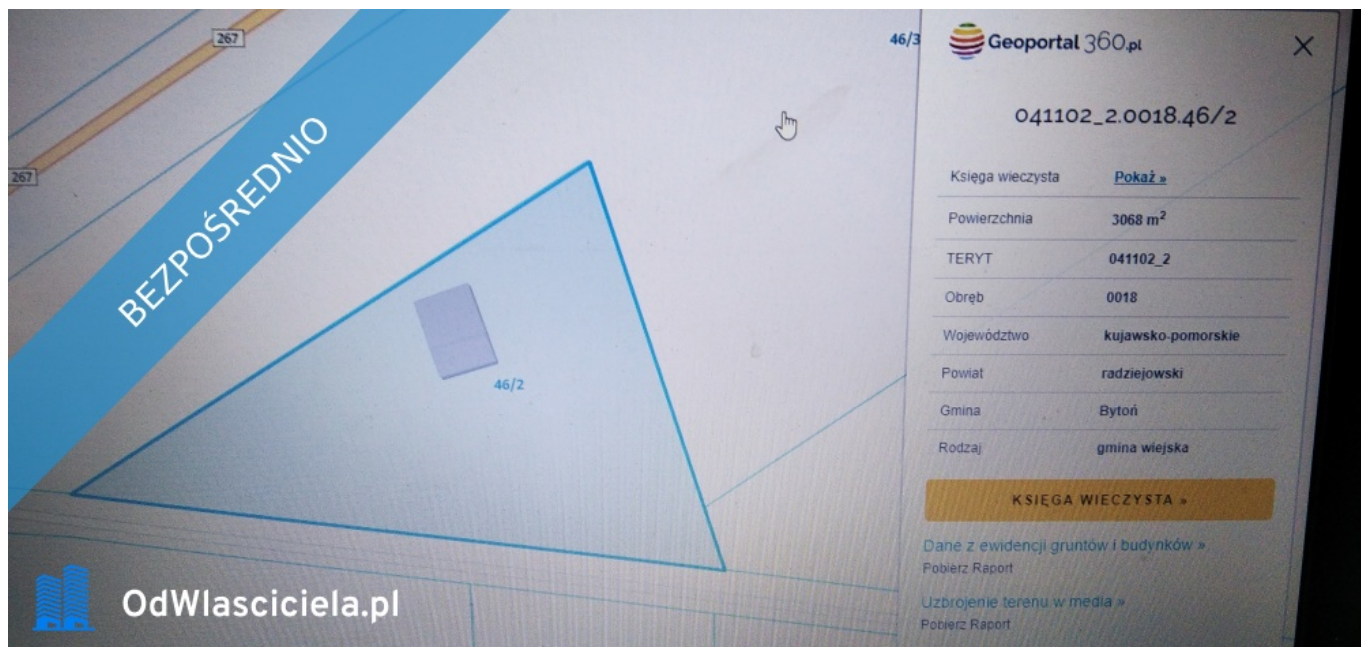 267
46/3
Geoportal 360.pl
041102_2.0018.46/2
267
BEZPOŚREDNIO
Księga wieczysta Pokaż »
Powierzchnia 3068 m²
TERYT 041102_2
Obręb 0018
Województwo kujawsko-pomorskie
Powiat radziejowski
Gmina Bytoń
Rodzaj gmina wiejska
46/2
KSIĘGA WIECZYSTA »
Dane z ewidencji gruntów i budynków »
Pobierz Raport
Uzbrojenie terenu w media »
Pobierz Raport
OdWlasciciela.pl